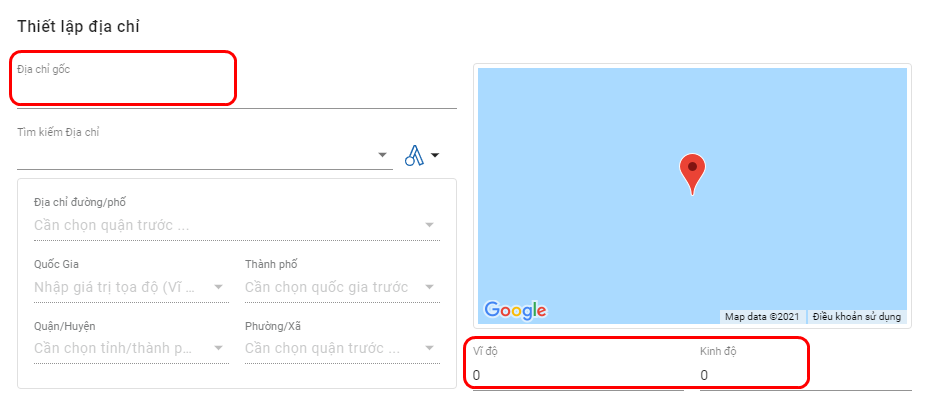 Thiết lập địa chỉ
Địa chỉ gốc
Tìm kiếm Địa chỉ
Địa chỉ đường/phố
Cần chọn quận trước ...
Quốc Gia
Thành phố
Nhập giá trị tọa độ (Vĩ ...
Cần chọn quốc gia trước
Quận/Huyện
Phường/Xã
Cần chọn tỉnh/thành p...
Cần chọn quận trước ...
Google
Map data ©2021
Điều khoản sử dụng
Vĩ độ
Kinh độ
0
0